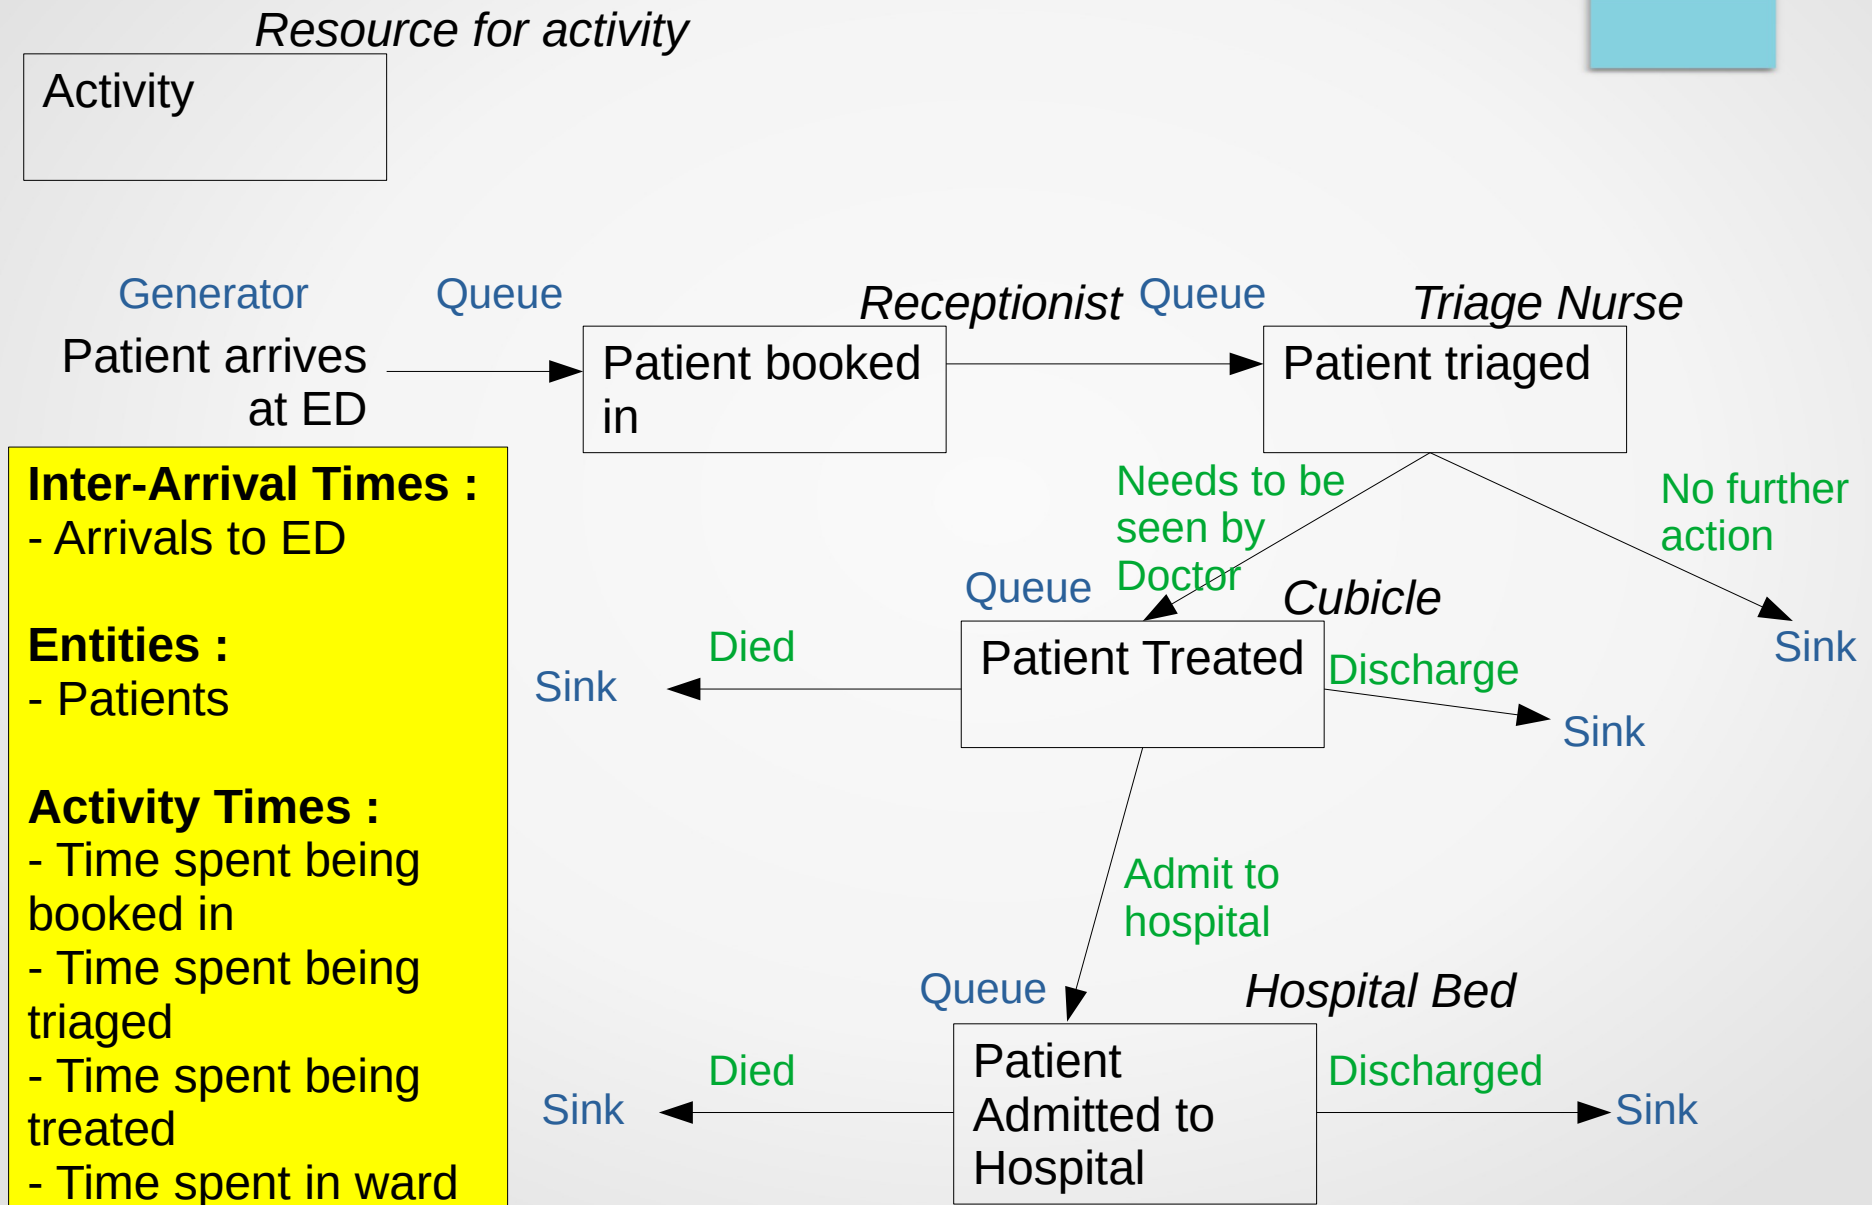 Resource for activity
Activity
Generator
Queue
Receptionist
Queue
Triage Nurse
Patient arrives
at ED
Patient booked
in
Patient triaged
Inter-Arrival Times :
- Arrivals to ED
Entities :
- Patients
Activity Times :
- Time spent being
booked in
- Time spent being
triaged
- Time spent being
treated
- Time spent in ward
Needs to be
seen by
Doctor
No further
action
Sink
Queue
Cubicle
Patient Treated
Died
Sink
Discharge
Sink
Admit to
hospital
Queue
Hospital Bed
Patient
Admitted to
Hospital
Died
Sink
Discharged
Sink